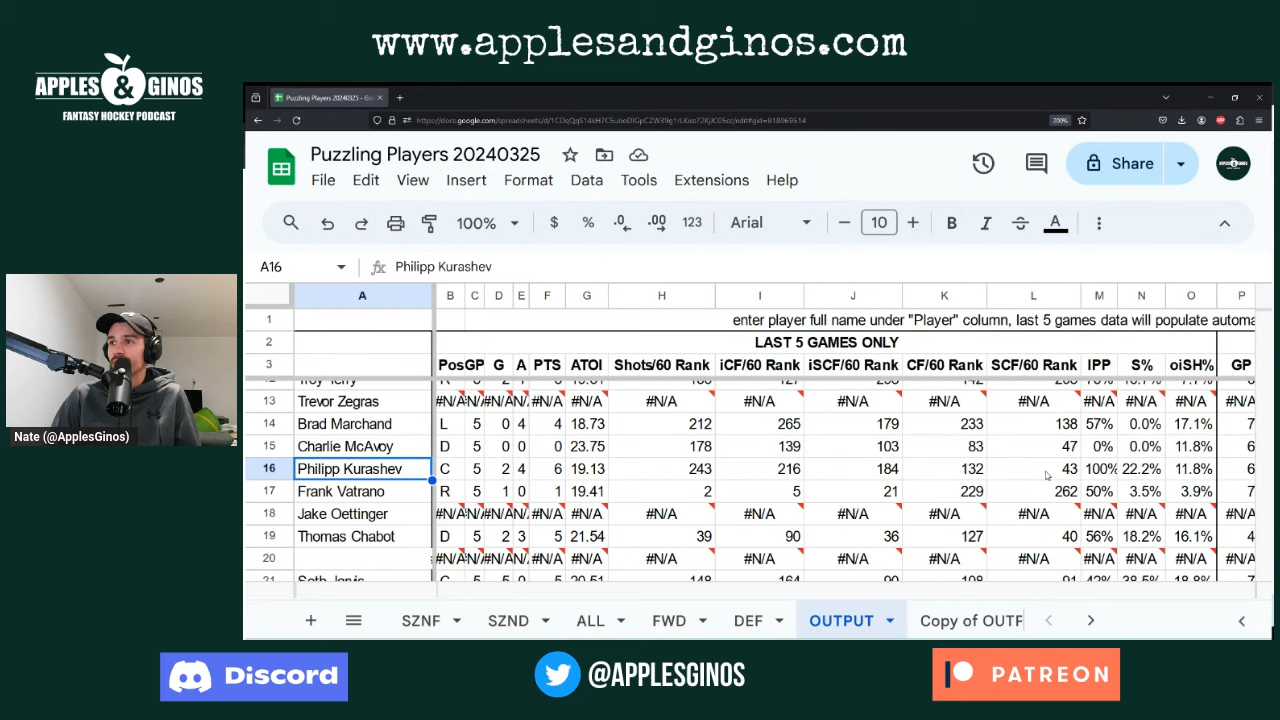 www.applesandginos.com
APPLES & GINOS
FANTASY HOCKEY PODCAST
Puzzling Players 20240325 - Go
200%
Puzzling Players 20240325
Share
File Edit View Insert Format Data Tools Extensions Help
100% $ % .0 .00 123 Arial 10 B I A
A16 Philipp Kurashev
A B C D E F G H I J K L M N O P
1 enter player full name under "Player" column, last 5 games data will populate automa
2 LAST 5 GAMES ONLY
3 Pos GP G A PTS ATOI Shots/60 Rank iCF/60 Rank iSCF/60 Rank CF/60 Rank SCF/60 Rank IPP S% oiSH% GP
13 Trevor Zegras #N/A #N/A #N/A #N/A #N/A #N/A #N/A #N/A #N/A #N/A #N/A #N/A #N/A #N/A
14 Brad Marchand L 5 0 4 4 18.73 212 265 179 233 138 57% 0.0% 17.1% 7
15 Charlie McAvoy D 5 0 0 0 23.75 178 139 103 83 47 0% 0.0% 11.8% 6
16 Philipp Kurashev C 5 2 4 6 19.13 243 216 184 132 43 100% 22.2% 11.8% 6
17 Frank Vatrano R 5 1 0 1 19.41 2 5 21 229 262 50% 3.5% 3.9% 7
18 Jake Oettinger #N/A #N/A #N/A #N/A #N/A #N/A #N/A #N/A #N/A #N/A #N/A #N/A #N/A #N/A
19 Thomas Chabot D 5 2 3 5 21.54 39 90 36 127 40 56% 18.2% 16.1% 4
20 #N/A #N/A #N/A #N/A #N/A #N/A #N/A #N/A #N/A #N/A #N/A #N/A #N/A #N/A
21 Seth Jarvis
SZNF SZND ALL FWD DEF OUTPUT Copy of OUTF
Nate (@ApplesGinos)
Discord
@APPLESGINOS
PATREON